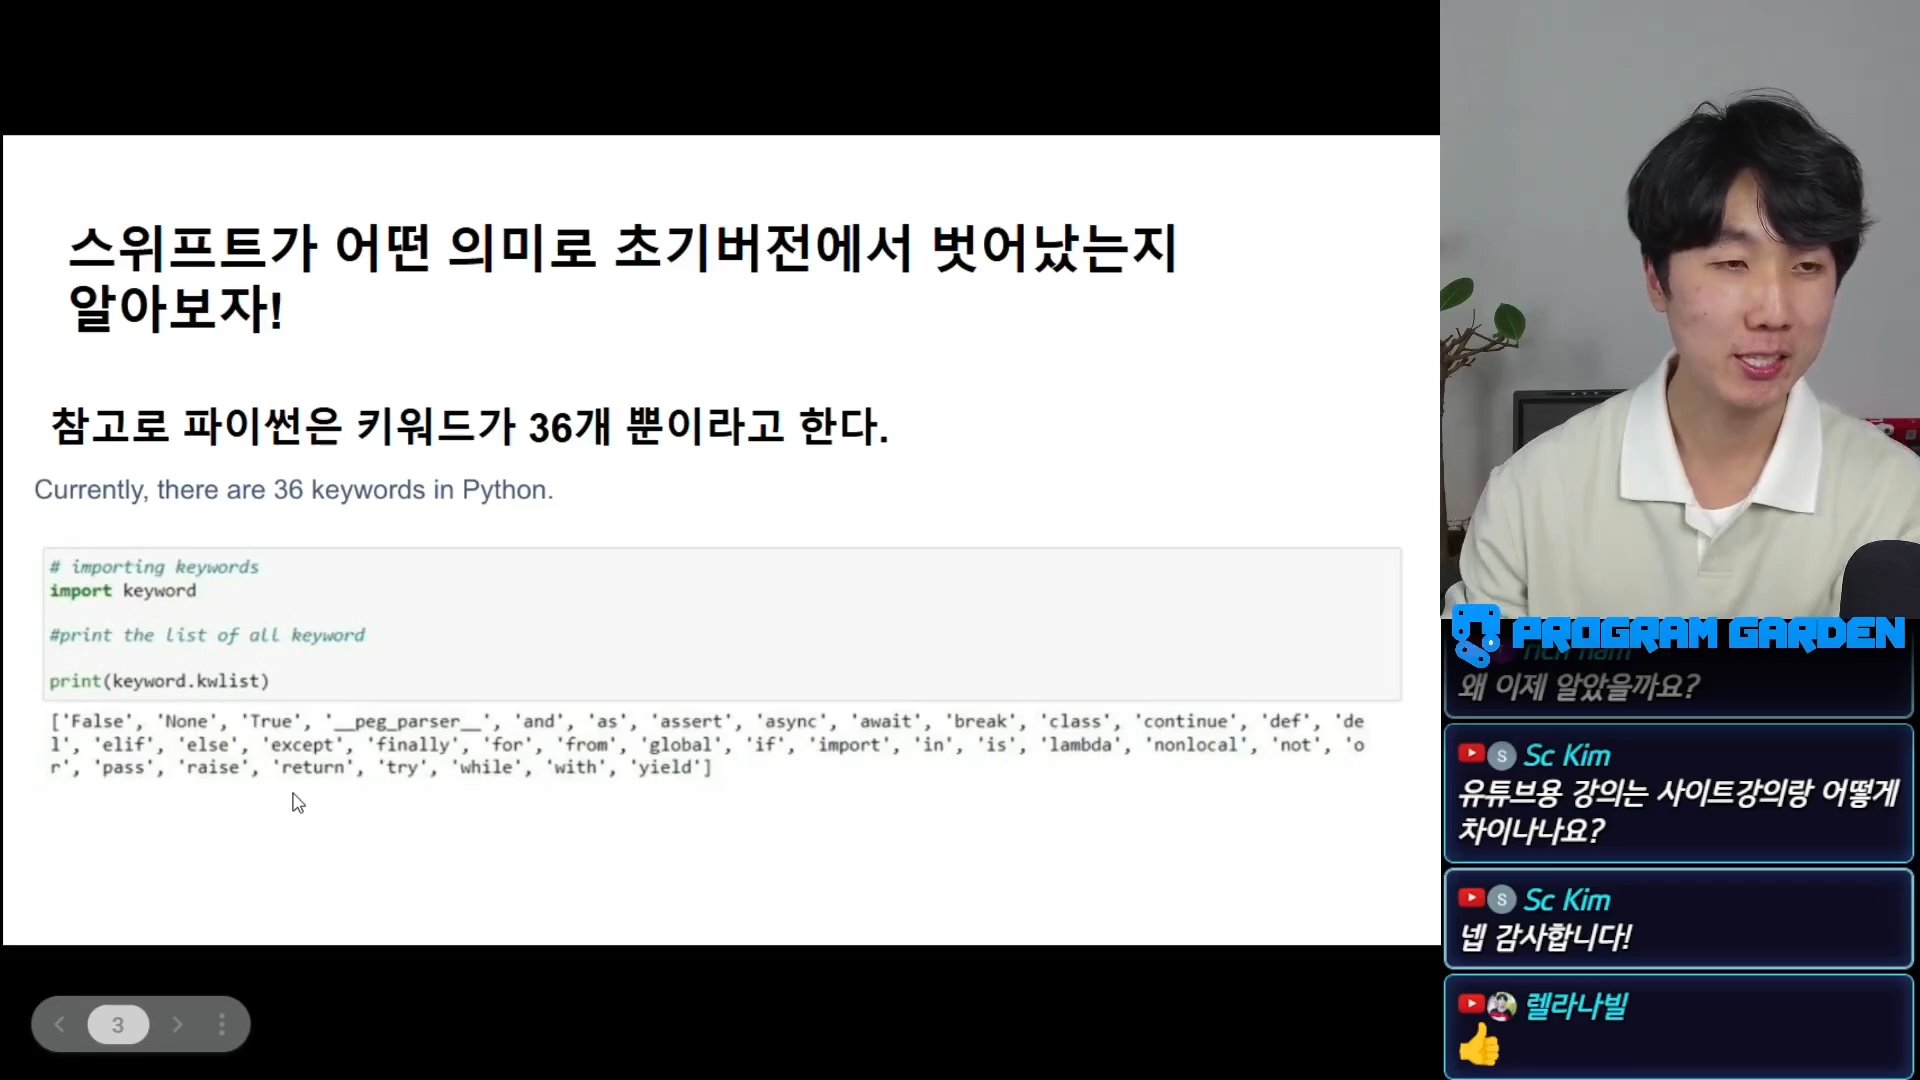 스위프트가 어떤 의미로 초기버전에서 벗어났는지
알아보자!
참고로 파이썬은 키워드가 36개 뿐이라고 한다.
Currently, there are 36 keywords in Python.
# importing keywords
import keyword
#print the list of all keyword
print(keyword.kwlist)
['False', 'None', 'True', '__peg_parser__', 'and', 'as', 'assert', 'async', 'await', 'break', 'class', 'continue', 'def', 'de
l', 'elif', 'else', 'except', 'finally', 'for', 'from', 'global', 'if', 'import', 'in', 'is', 'lambda', 'nonlocal', 'not', 'o
r', 'pass', 'raise', 'return', 'try', 'while', 'with', 'yield']
3
PROGRAM GARDEN
rich nam
왜 이제 알았을까요?
S Sc Kim
유튜브용 강의는 사이트강의랑 어떻게
차이나나요?
S Sc Kim
넵 감사합니다!
렐라나빌